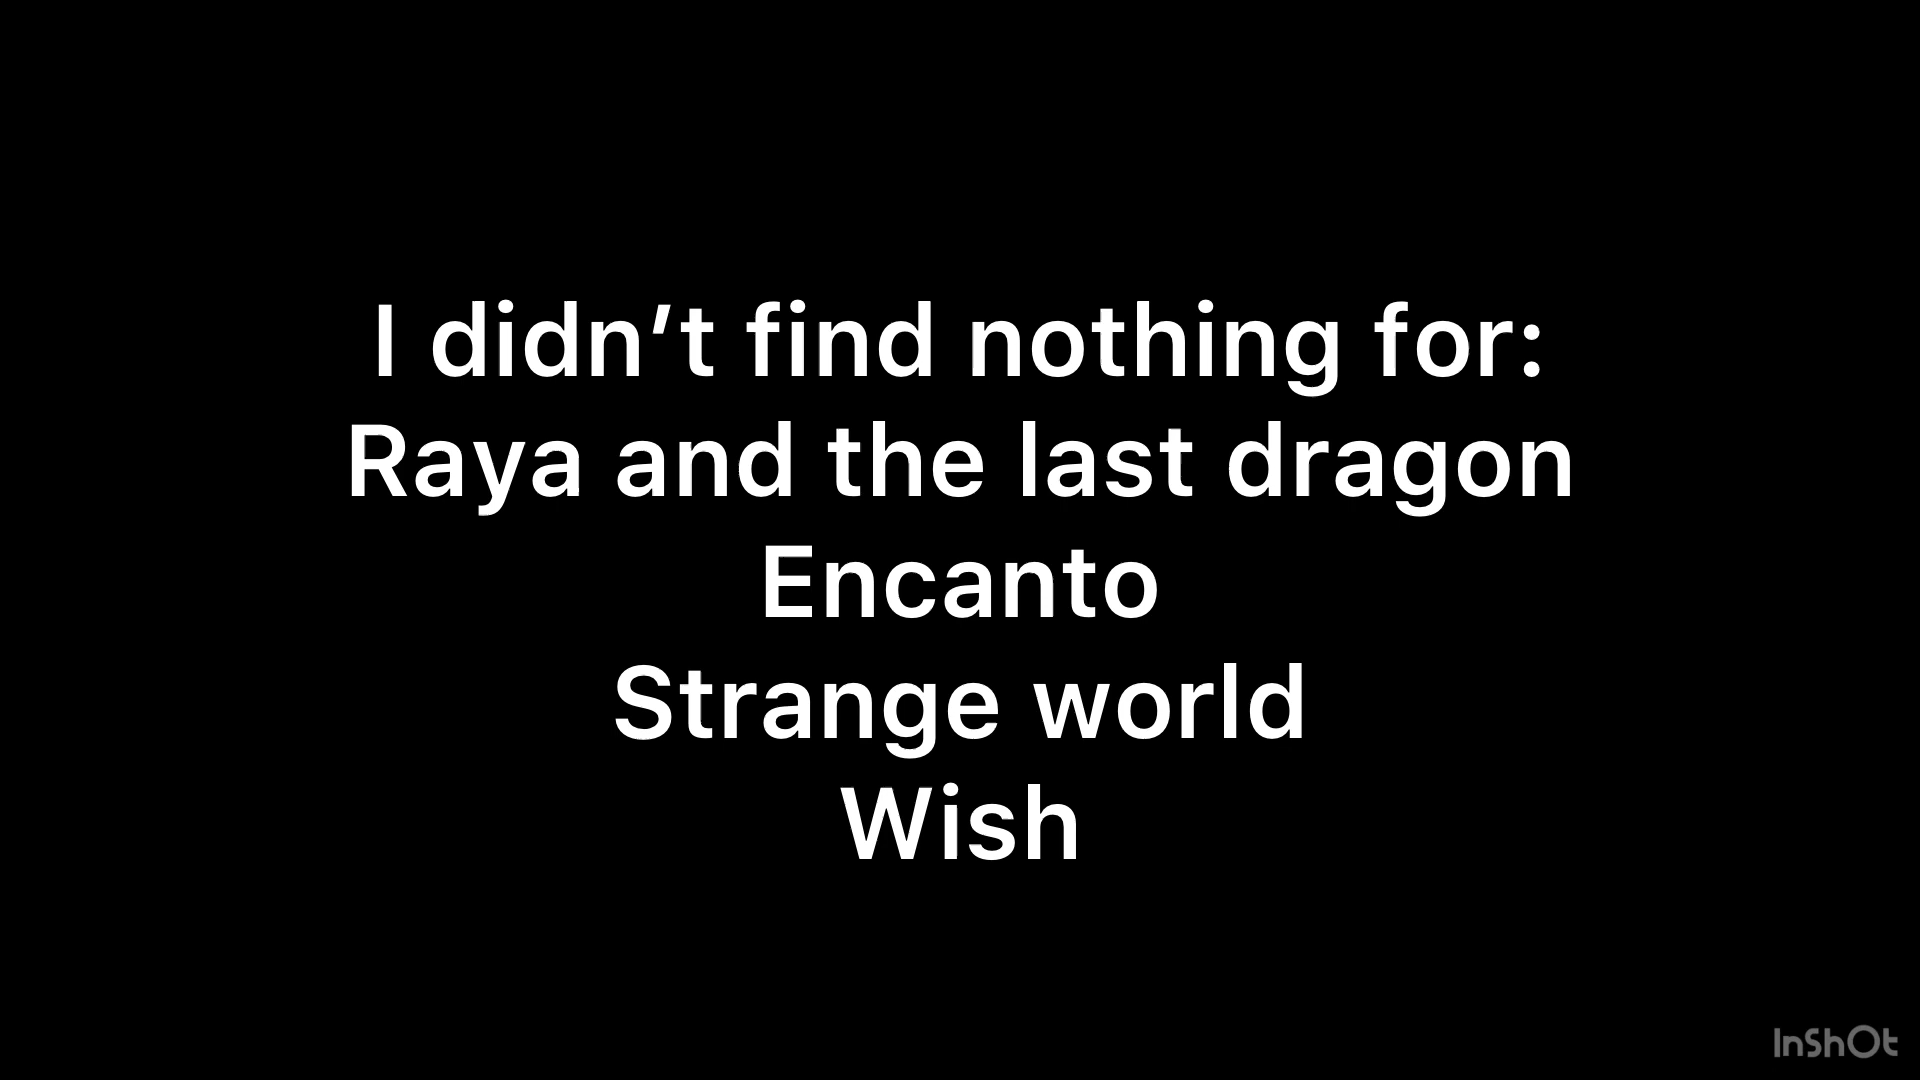 I didn’t find nothing for:
Raya and the last dragon
Encanto
Strange world
Wish
InShOt